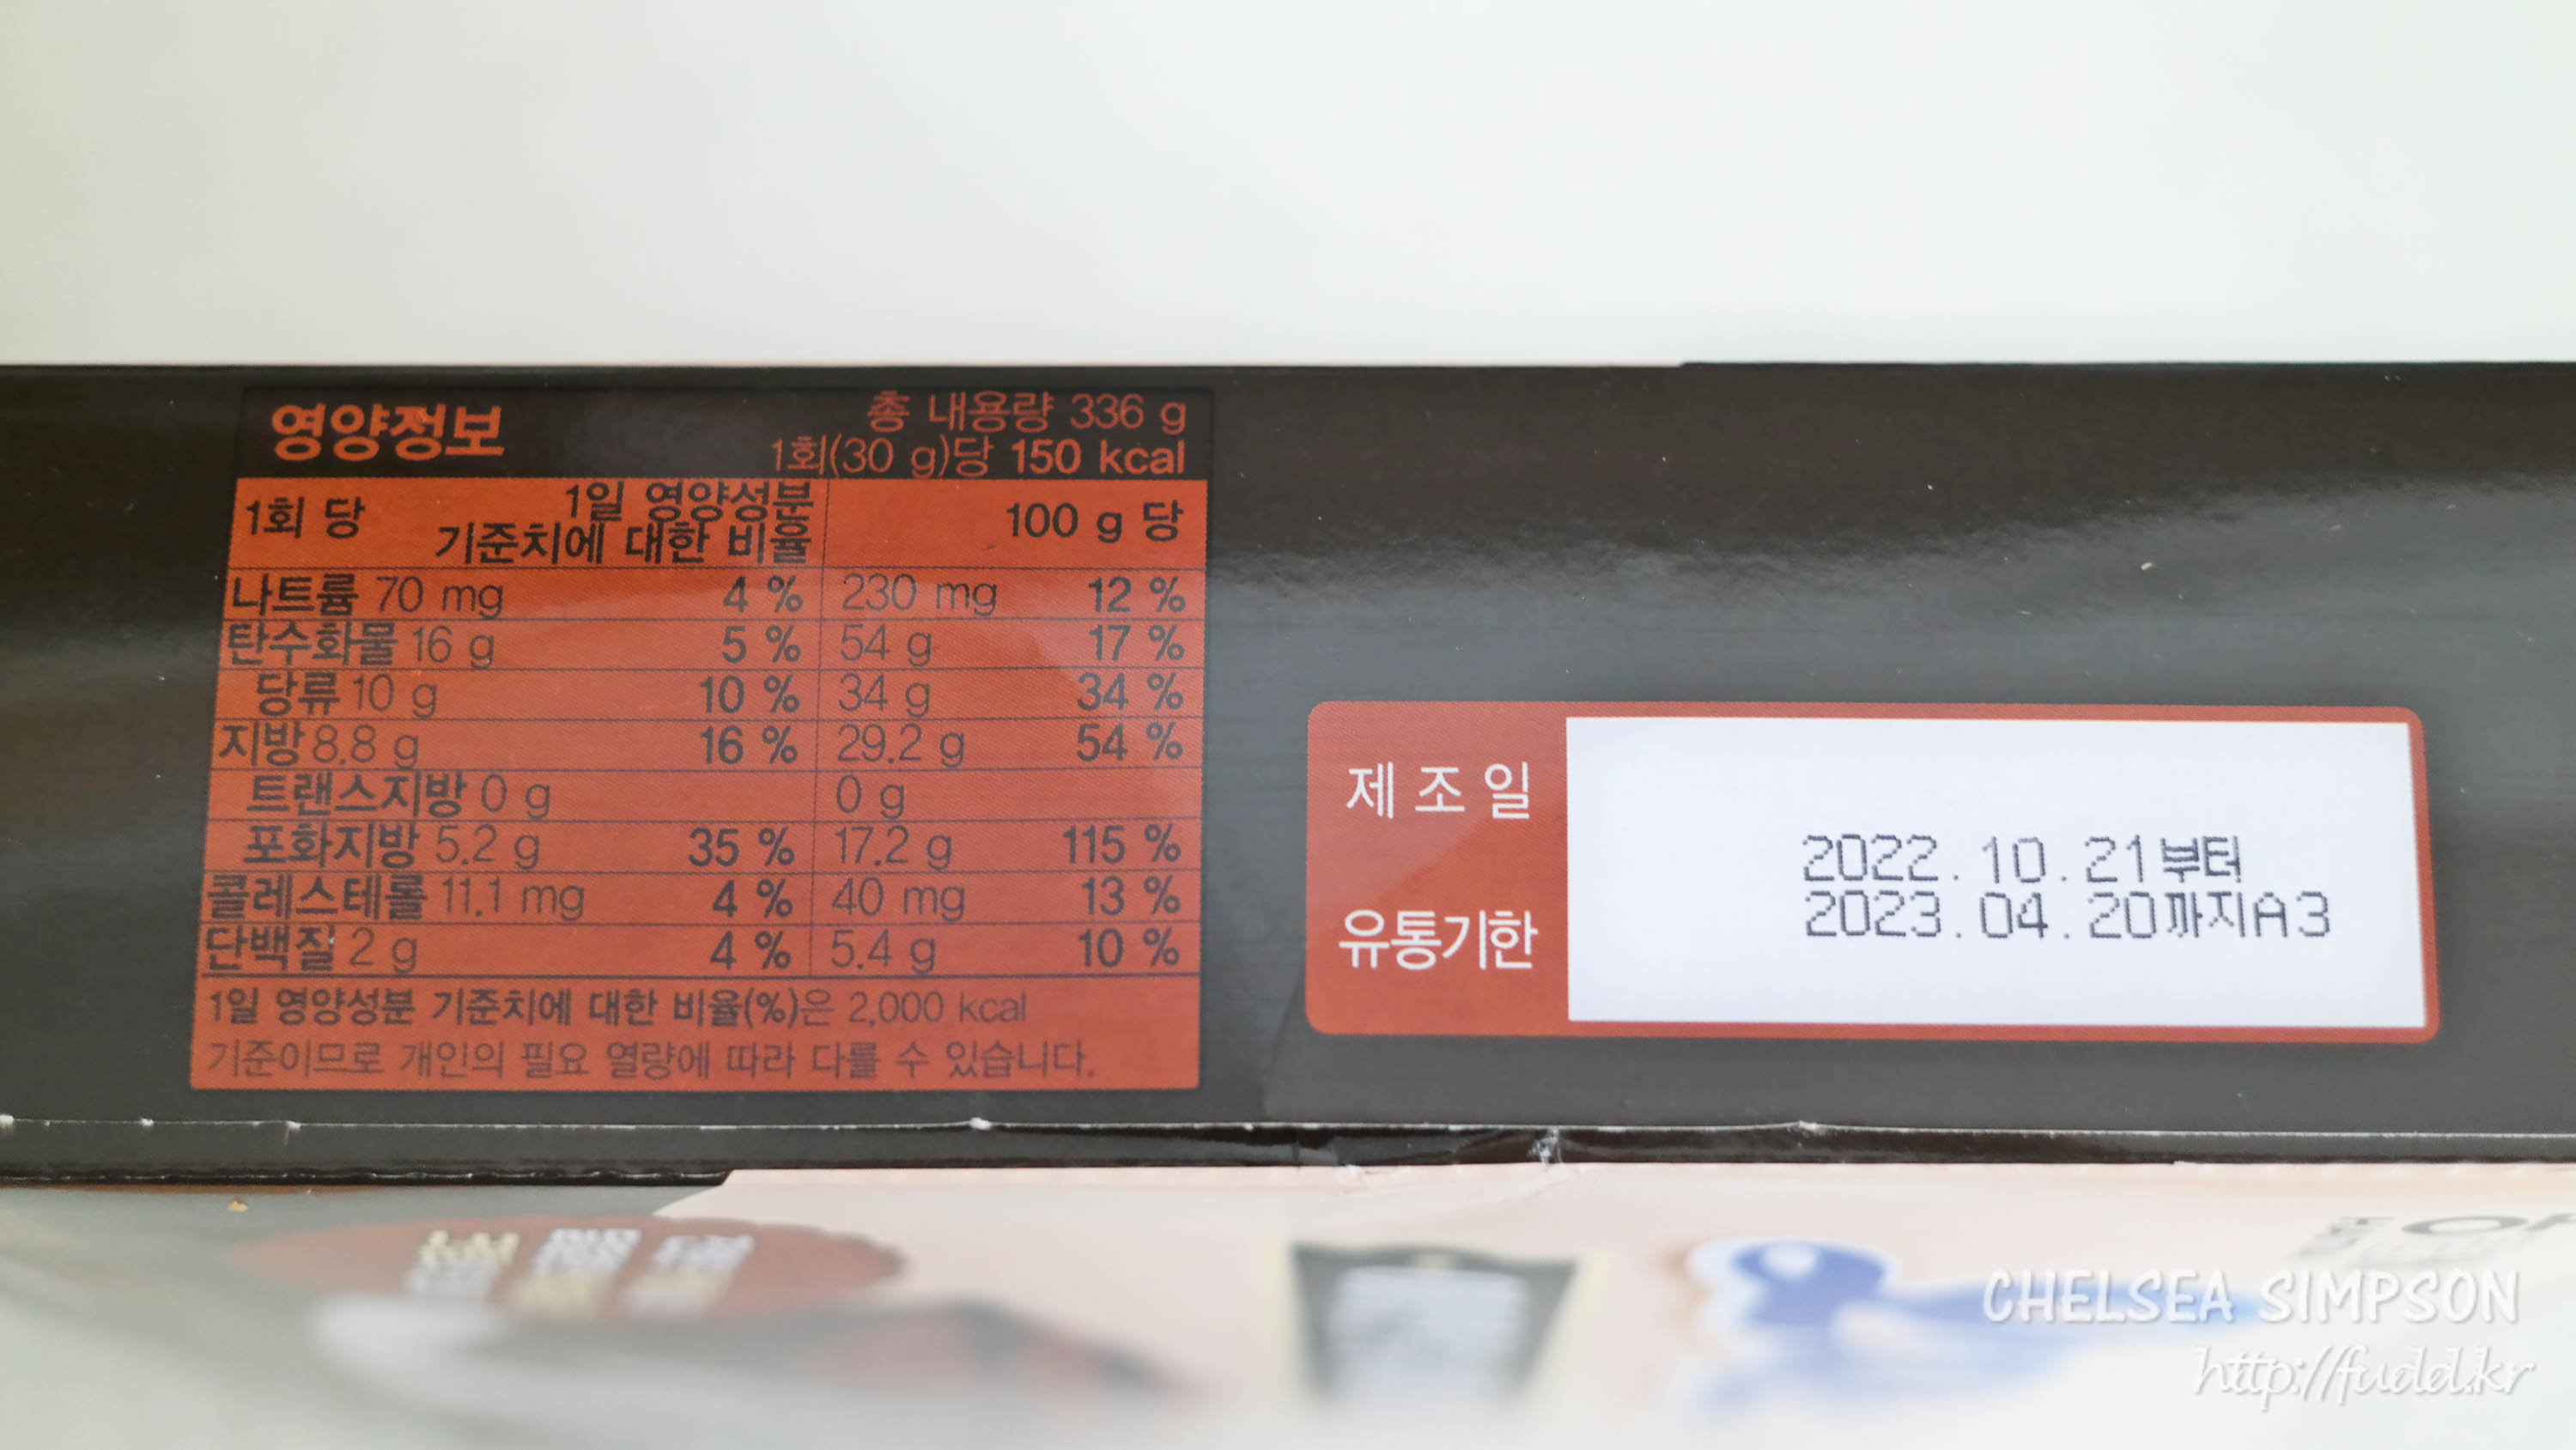 영양정보
총 내용량 336 g
1회(30 g)당 150 kcal
1회 당 1일 영양성분 기준치에 대한 비율 100 g 당
나트륨 70 mg 4 % 230 mg 12 %
탄수화물 16 g 5 % 54 g 17 %
당류 10 g 10 % 34 g 34 %
지방 8.8 g 16 % 29.2 g 54 %
트랜스지방 0 g 0 g
포화지방 5.2 g 35 % 17.2 g 115 %
콜레스테롤 11.1 mg 4 % 40 mg 13 %
단백질 2 g 4 % 5.4 g 10 %
1일 영양성분 기준치에 대한 비율(%)은 2,000 kcal
기준이므로 개인의 필요 열량에 따라 다를 수 있습니다.
제조일
유통기한
2022.10.21부터
2023.04.20까지A3
CHELSEA SIMPSON
http://fudd.kr